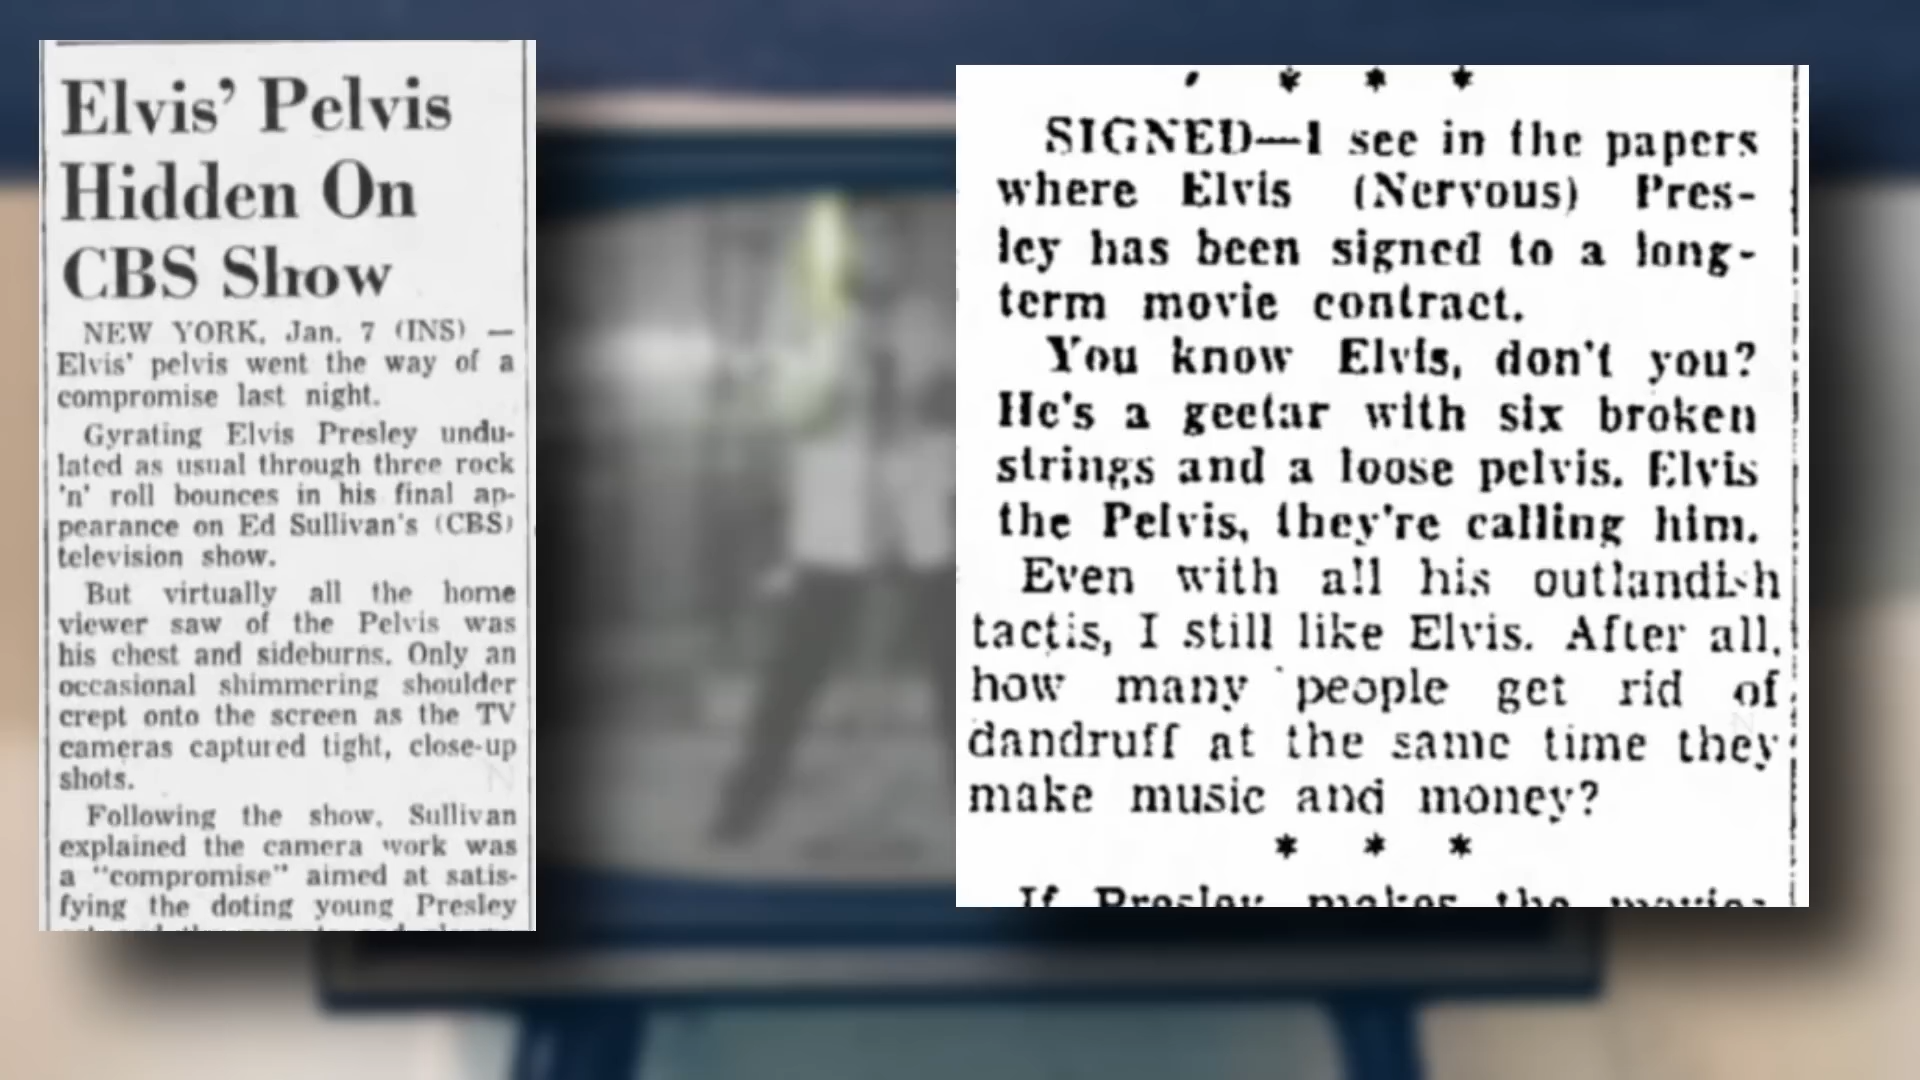 Elvis' Pelvis
Hidden On
CBS Show
NEW YORK, Jan. 7 (INS) —
Elvis' pelvis went the way of a
compromise last night.
Gyrating Elvis Presley undu-
lated as usual through three rock
'n' roll bounces in his final ap-
pearance on Ed Sullivan's (CBS)
television show.
But virtually all the home
viewer saw of the Pelvis was
his chest and sideburns. Only an
occasional shimmering shoulder
crept onto the screen as the TV
cameras captured tight, close-up
shots.
Following the show, Sullivan
explained the camera work was
a "compromise" aimed at satis-
fying the doting young Presley
* * *
SIGNED—I see in the papers
where Elvis (Nervous) Pres-
ley has been signed to a long-
term movie contract.
You know Elvis, don't you?
He's a geetar with six broken
strings and a loose pelvis. Elvis
the Pelvis, they're calling him.
Even with all his outlandish
tactis, I still like Elvis. After all,
how many people get rid of
dandruff at the same time they
make music and money?
* * *
If Presley makes the movies